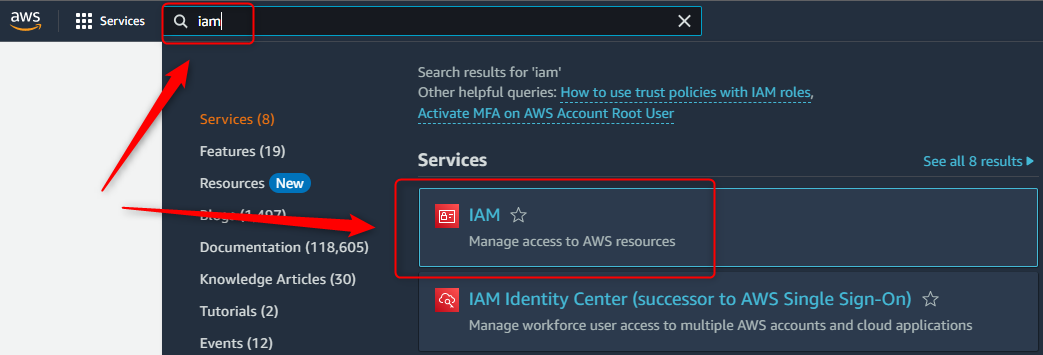 aws
Services
iam
Search results for 'iam'
Other helpful queries: How to use trust policies with IAM roles,
Activate MFA on AWS Account Root User
Services (8)
Features (19)
Resources New
Blogs (1,497)
Documentation (118,605)
Knowledge Articles (30)
Tutorials (2)
Events (12)
Services
See all 8 results
IAM
Manage access to AWS resources
IAM Identity Center (successor to AWS Single Sign-On)
Manage workforce user access to multiple AWS accounts and cloud applications